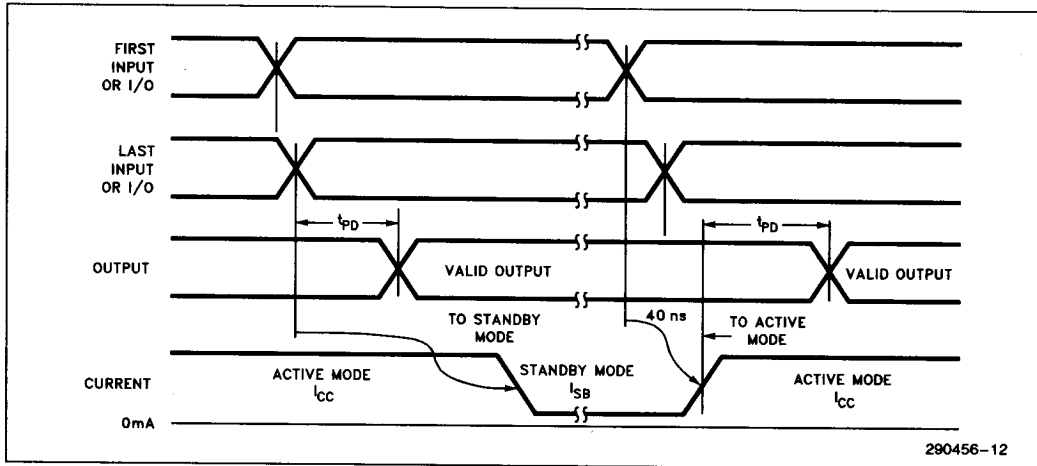 FIRST
INPUT
OR I/O
LAST
INPUT
OR I/O
tPD
tPD
OUTPUT
VALID OUTPUT
VALID OUTPUT
TO STANDBY
MODE
40 ns
TO ACTIVE
MODE
CURRENT
ACTIVE MODE
ICC
STANDBY MODE
ISB
ACTIVE MODE
ICC
0mA
290456-12